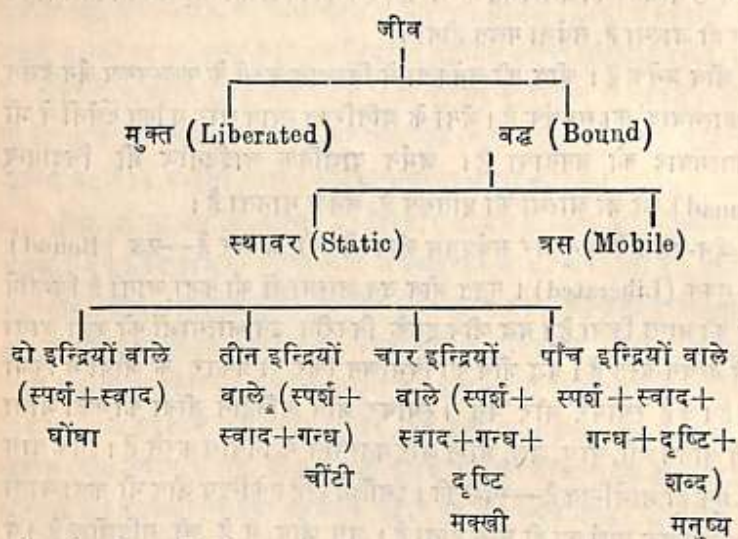 जीव
मुक्त (Liberated) बद्ध (Bound)
स्थावर (Static) त्रस (Mobile)
दो इन्द्रियों वाले तीन इन्द्रियों चार इन्द्रियों पाँच इन्द्रियों वाले
(स्पर्श+स्वाद) वाले (स्पर्श+ वाले (स्पर्श+ स्पर्श+स्वाद+
घोंघा स्वाद+गन्ध) स्वाद+गन्ध+ गन्ध+दृष्टि+
चींटी दृष्टि शब्द)
मक्खी मनुष्य